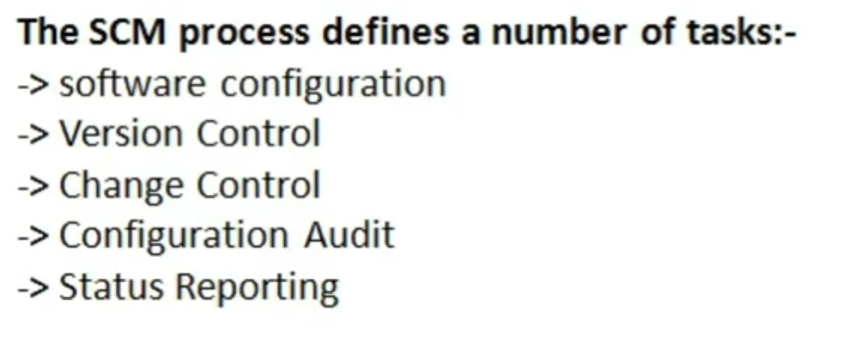 The SCM process defines a number of tasks:-
-> software configuration
-> Version Control
-> Change Control
-> Configuration Audit
-> Status Reporting